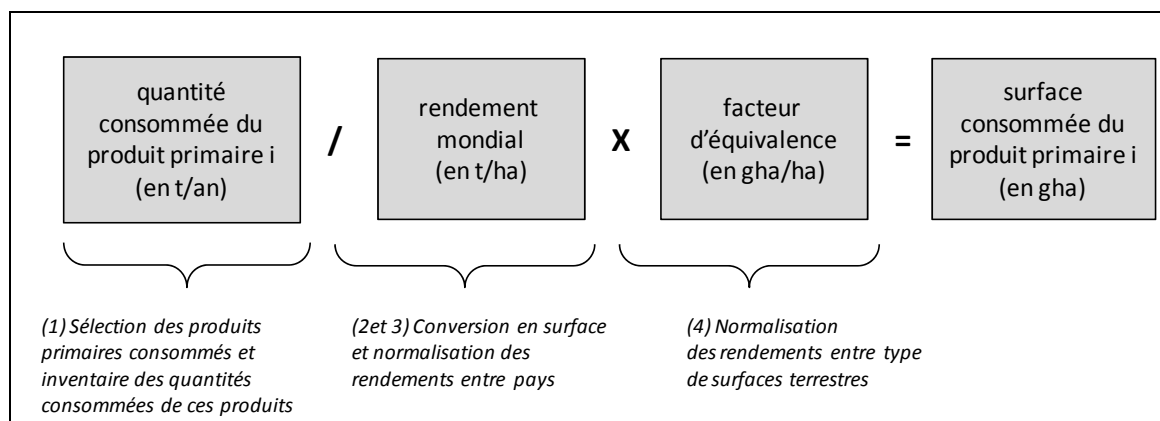 quantité
consommée du
produit primaire i
(en t/an)
/
rendement
mondial
(en t/ha)
X
facteur
d'équivalence
(en gha/ha)
=
surface
consommée du
produit primaire i
(en gha)
(1) Sélection des produits
primaires consommés et
inventaire des quantités
consommées de ces produits
(2et 3) Conversion en surface
et normalisation des
rendements entre pays
(4) Normalisation
des rendements entre type
de surfaces terrestres